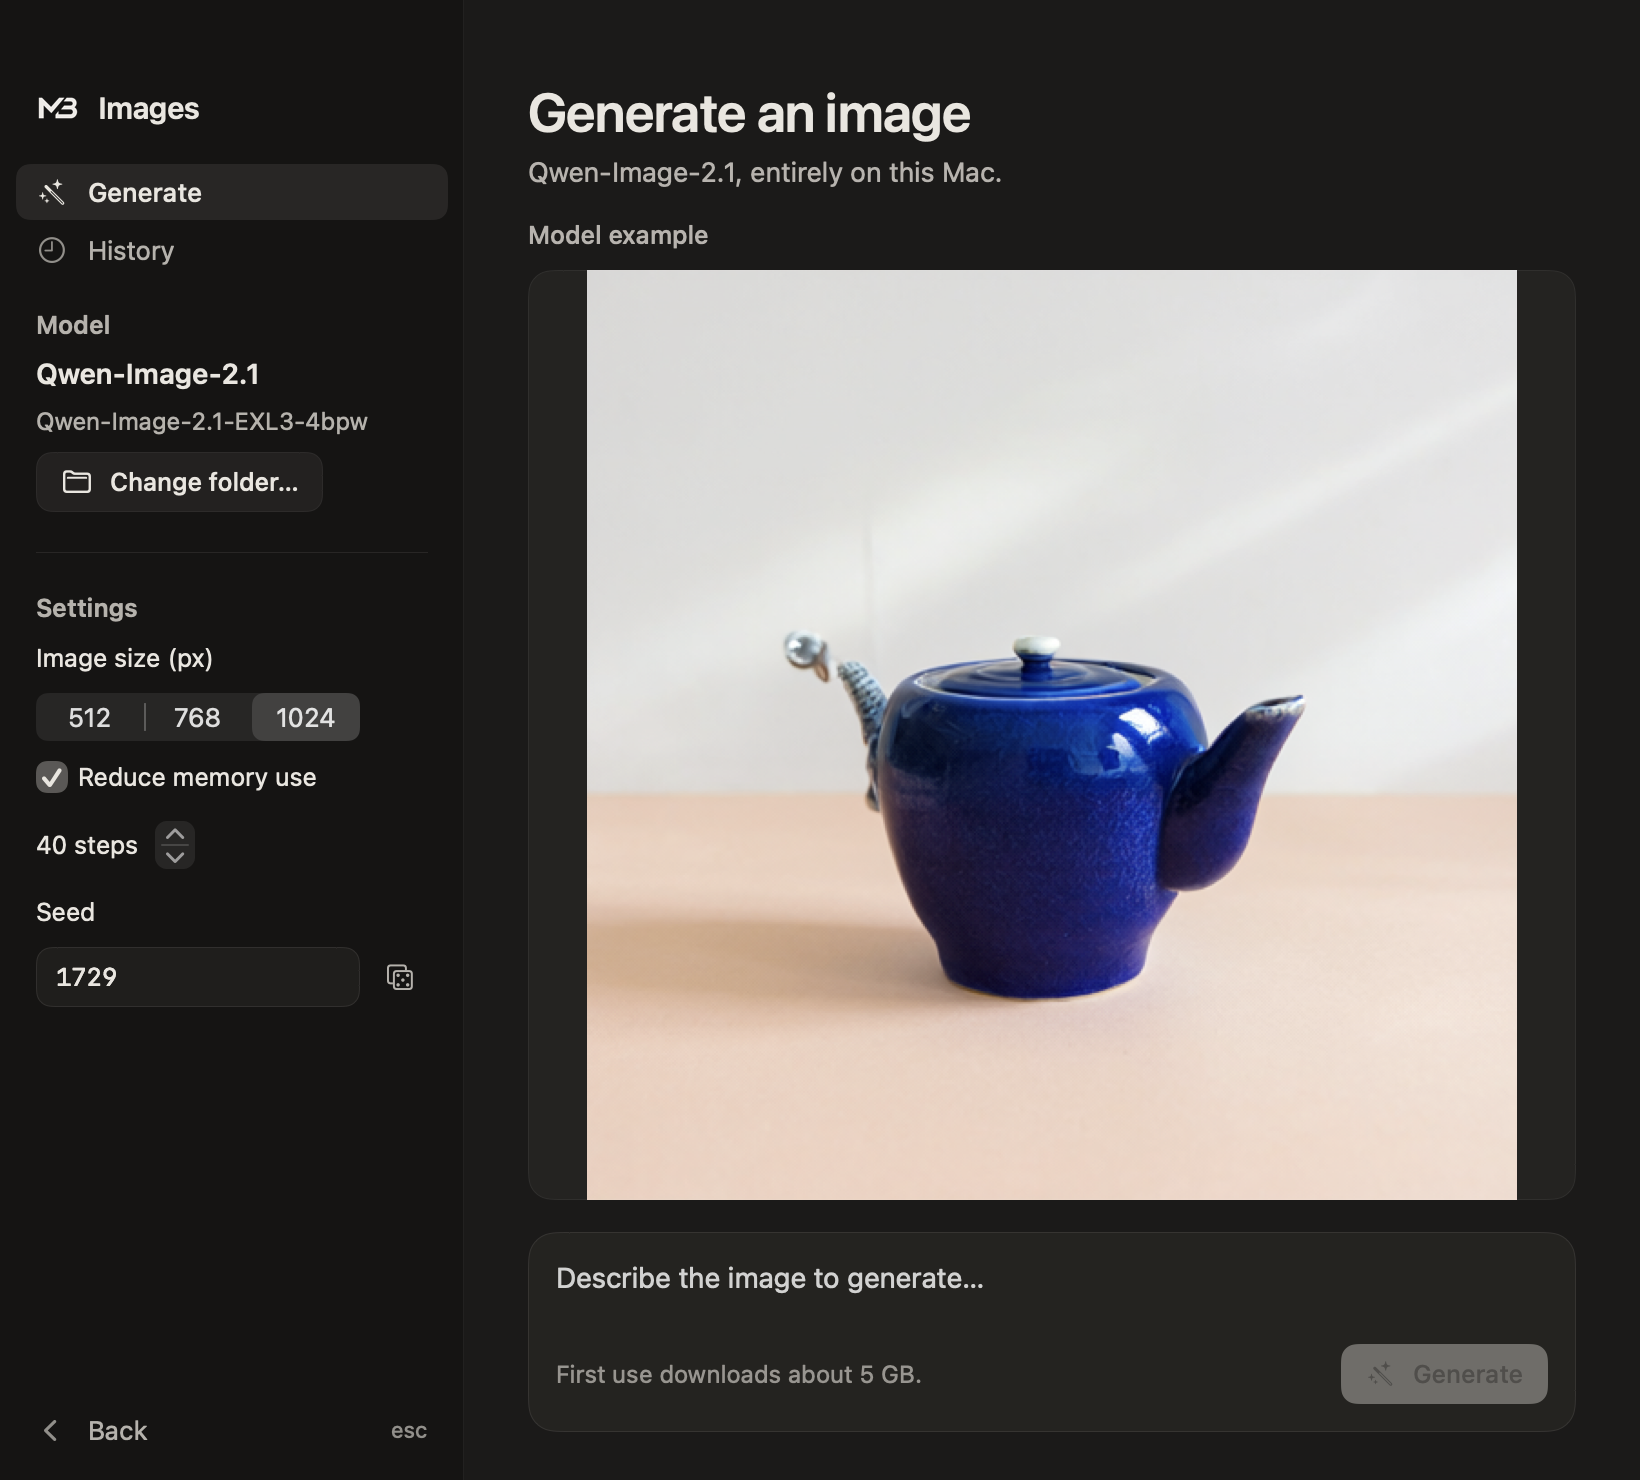 Images
Generate
History
Model
Qwen-Image-2.1
Qwen-Image-2.1-EXL3-4bpw
Change folder...
Settings
Image size (px)
512 768 1024
Reduce memory use
40 steps
Seed
1729
Back esc
Generate an image
Qwen-Image-2.1, entirely on this Mac.
Model example
Describe the image to generate...
First use downloads about 5 GB.
Generate